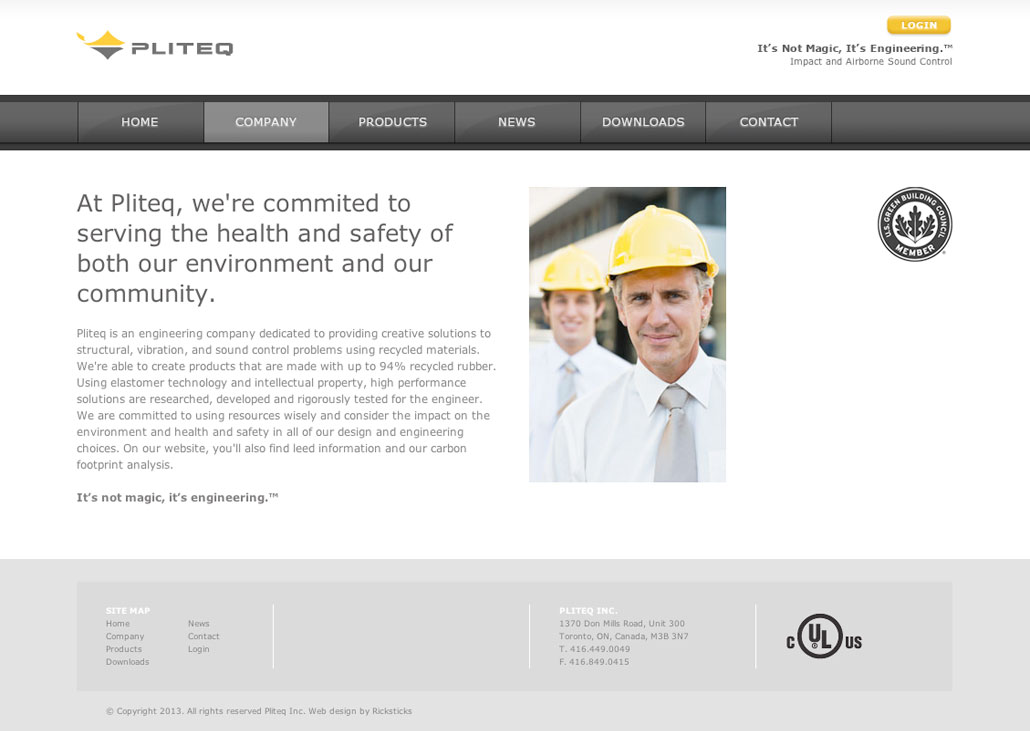 PLITEQ
LOGIN
It’s Not Magic, It’s Engineering.™
Impact and Airborne Sound Control
HOME
COMPANY
PRODUCTS
NEWS
DOWNLOADS
CONTACT
At Pliteq, we're commited to
serving the health and safety of
both our environment and our
community.
Pliteq is an engineering company dedicated to providing creative solutions to
structural, vibration, and sound control problems using recycled materials.
We're able to create products that are made with up to 94% recycled rubber.
Using elastomer technology and intellectual property, high performance
solutions are researched, developed and rigorously tested for the engineer.
We are committed to using resources wisely and consider the impact on the
environment and health and safety in all of our design and engineering
choices. On our website, you'll also find leed information and our carbon
footprint analysis.
It’s not magic, it’s engineering.™
U.S. GREEN BUILDING COUNCIL
MEMBER
®
SITE MAP
Home
Company
Products
Downloads
News
Contact
Login
PLITEQ INC.
1370 Don Mills Road, Unit 300
Toronto, ON, Canada, M3B 3N7
T. 416.449.0049
F. 416.849.0415
C UL ® US
© Copyright 2013. All rights reserved Pliteq Inc. Web design by Ricksticks